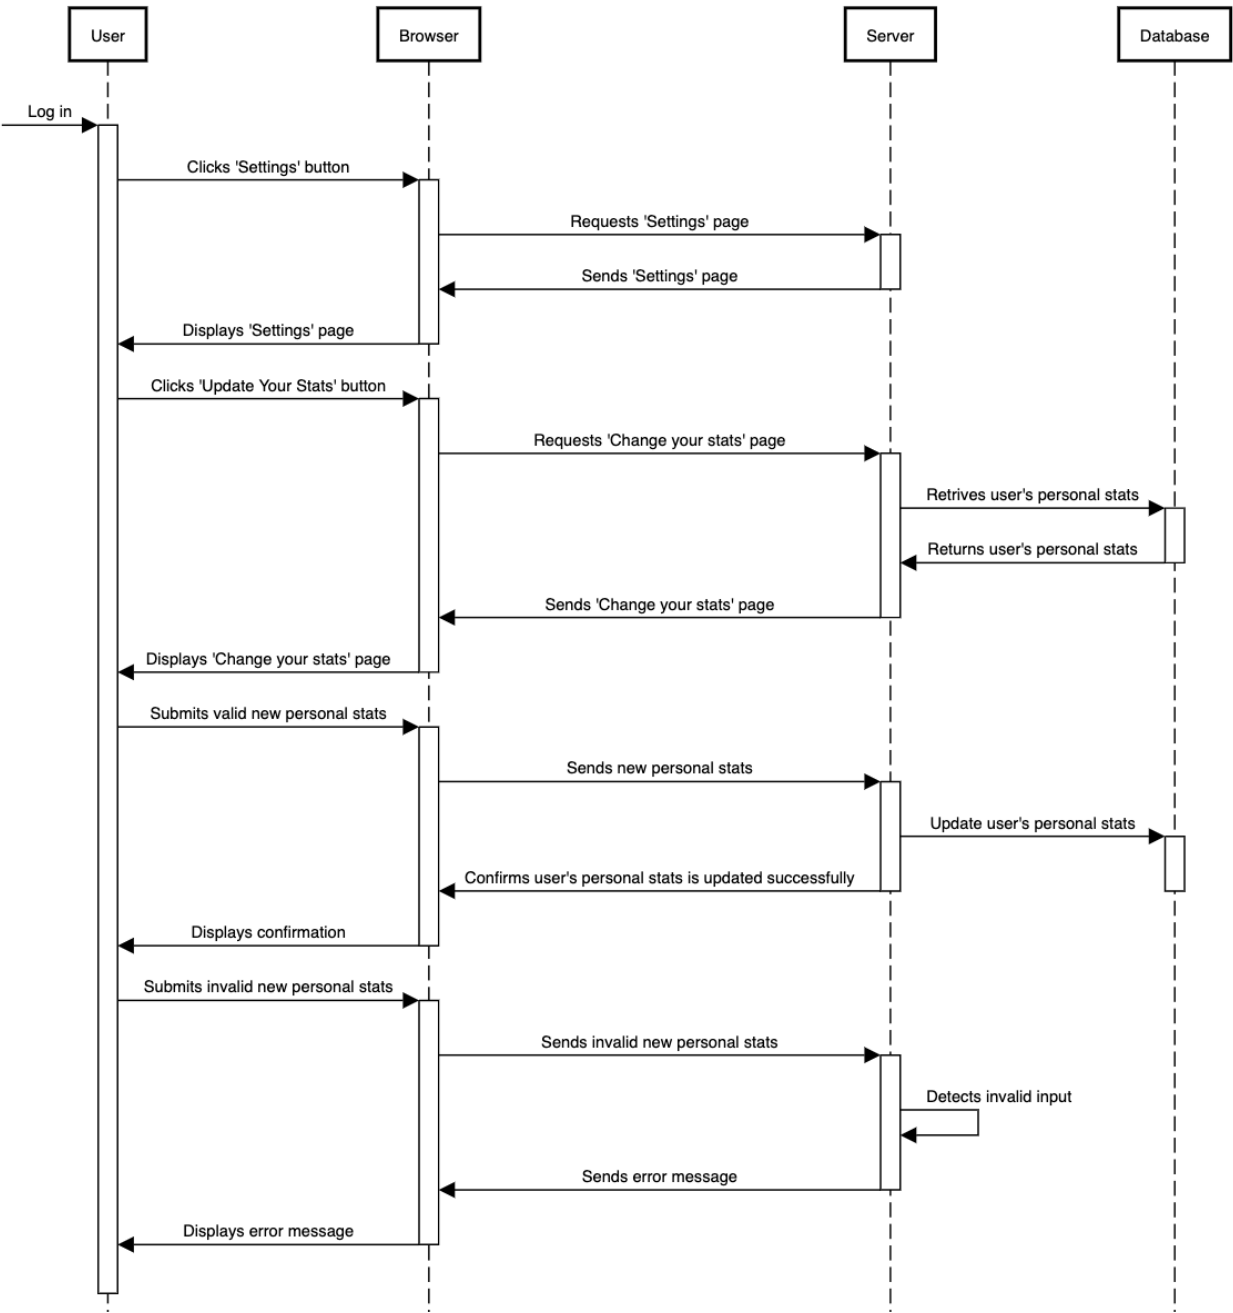 User
Browser
Server
Database
Log in
Clicks 'Settings' button
Requests 'Settings' page
Sends 'Settings' page
Displays 'Settings' page
Clicks 'Update Your Stats' button
Requests 'Change your stats' page
Retrives user's personal stats
Returns user's personal stats
Sends 'Change your stats' page
Displays 'Change your stats' page
Submits valid new personal stats
Sends new personal stats
Update user's personal stats
Confirms user's personal stats is updated successfully
Displays confirmation
Submits invalid new personal stats
Sends invalid new personal stats
Detects invalid input
Sends error message
Displays error message